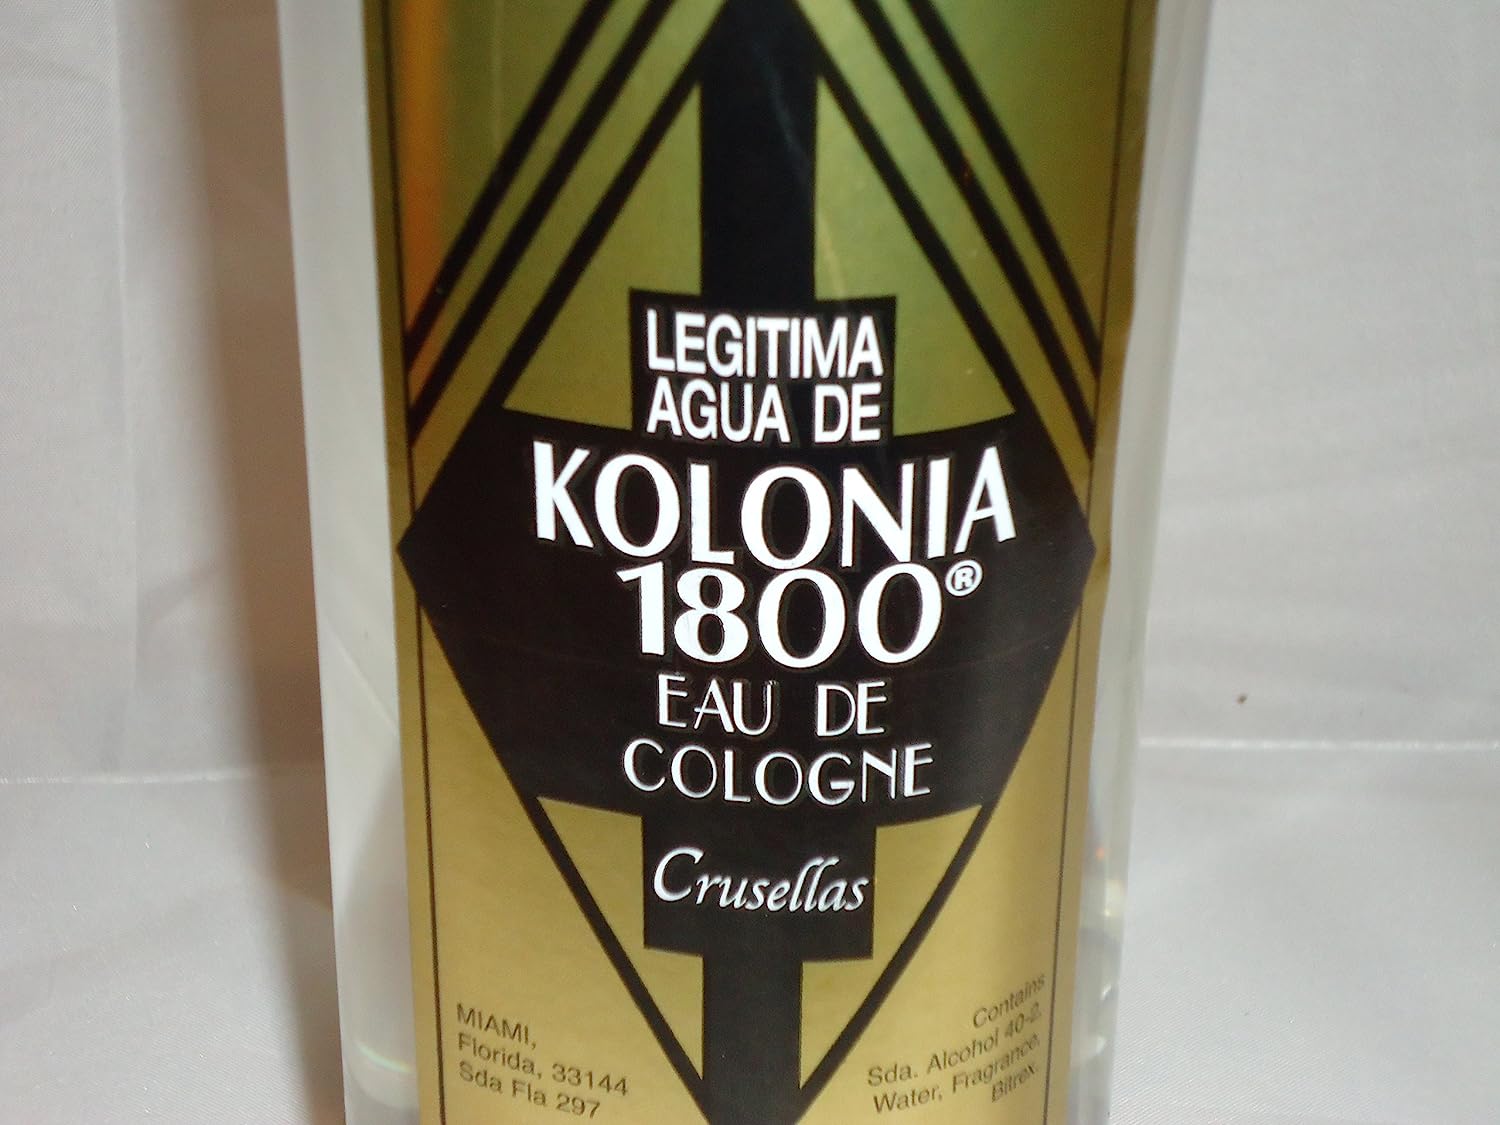 LEGITIMA
AGUA DE
KOLONIA
1800®
EAU DE
COLOGNE
Crusellas
MIAMI,
Florida, 33144
Sda Fla 297
Contains
Sda. Alcohol 40-2.
Water, Fragrance,
Bitrex.